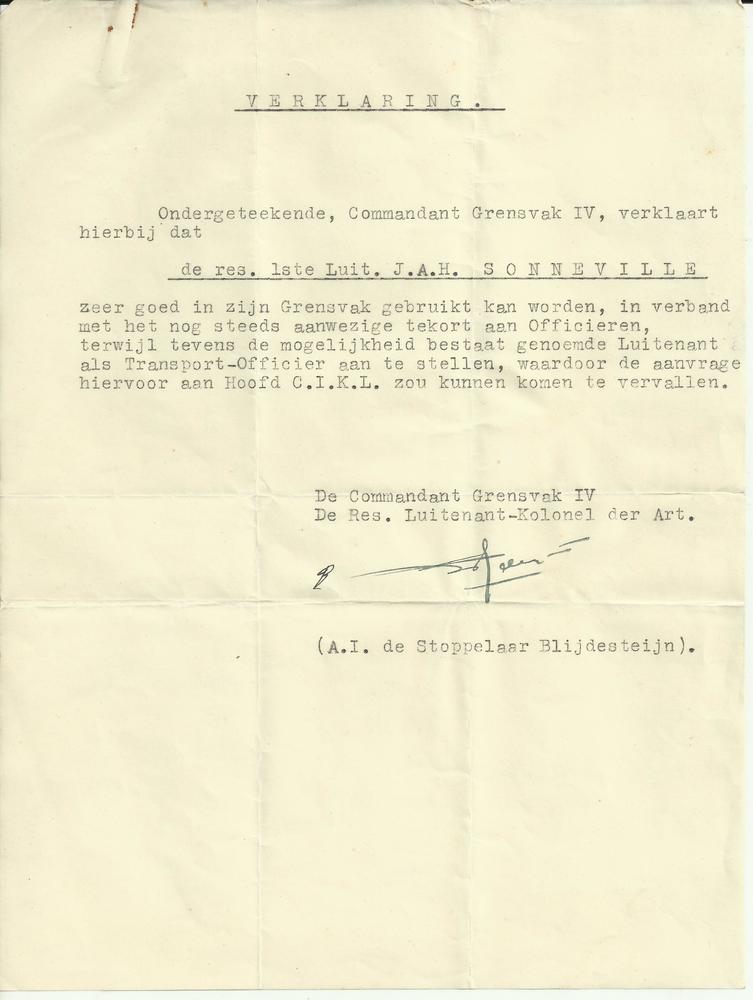 V E R K L A R I N G .
Ondergeteekende, Commandant Grensvak IV, verklaart
hierbij dat
de res. 1ste Luit. J.A.H. S O N N E V I L L E
zeer goed in zijn Grensvak gebruikt kan worden, in verband
met het nog steeds aanwezige tekort aan Officieren,
terwijl tevens de mogelijkheid bestaat genoemde Luitenant
als Transport-Officier aan te stellen, waardoor de aanvrage
hiervoor aan Hoofd C.I.K.L. zou kunnen komen te vervallen.
De Commandant Grensvak IV
De Res. Luitenant-Kolonel der Art.
(A.I. de Stoppelaar Blijdesteijn).